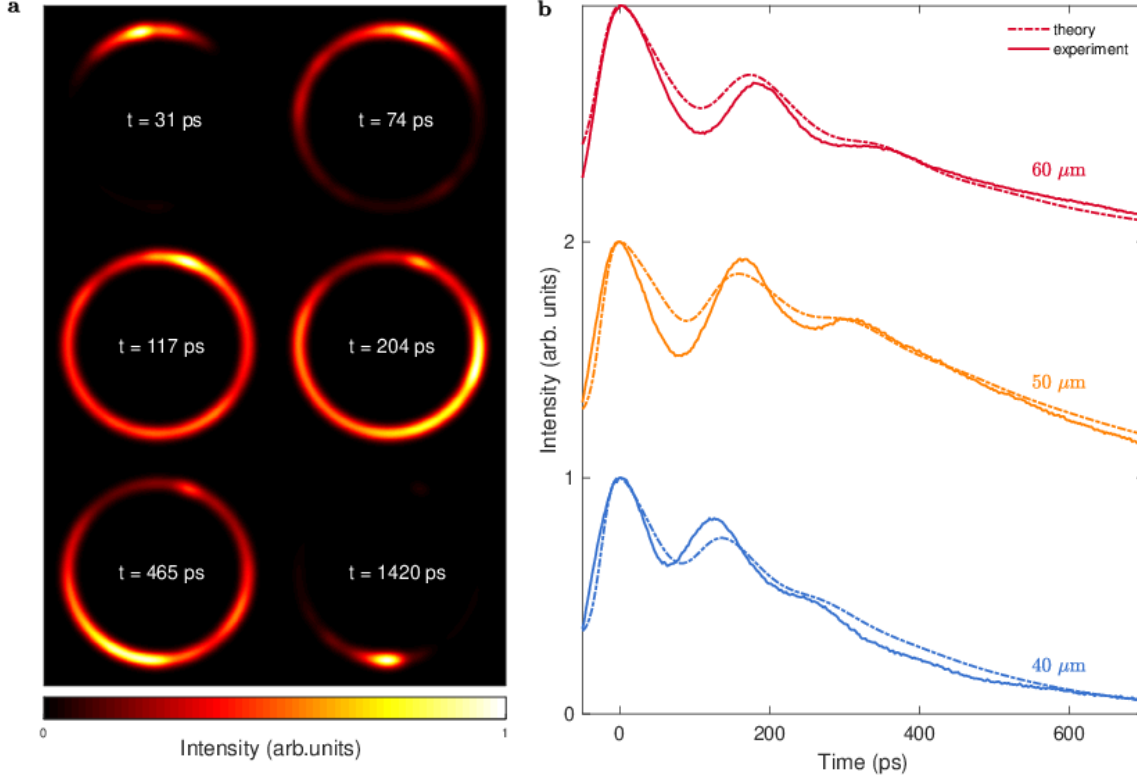 a
t = 31 ps
t = 74 ps
t = 117 ps
t = 204 ps
t = 465 ps
t = 1420 ps
0
1
Intensity (arb.units)
b
theory
experiment
60 μm
50 μm
40 μm
2
1
0
Intensity (arb. units)
0 200 400 600
Time (ps)